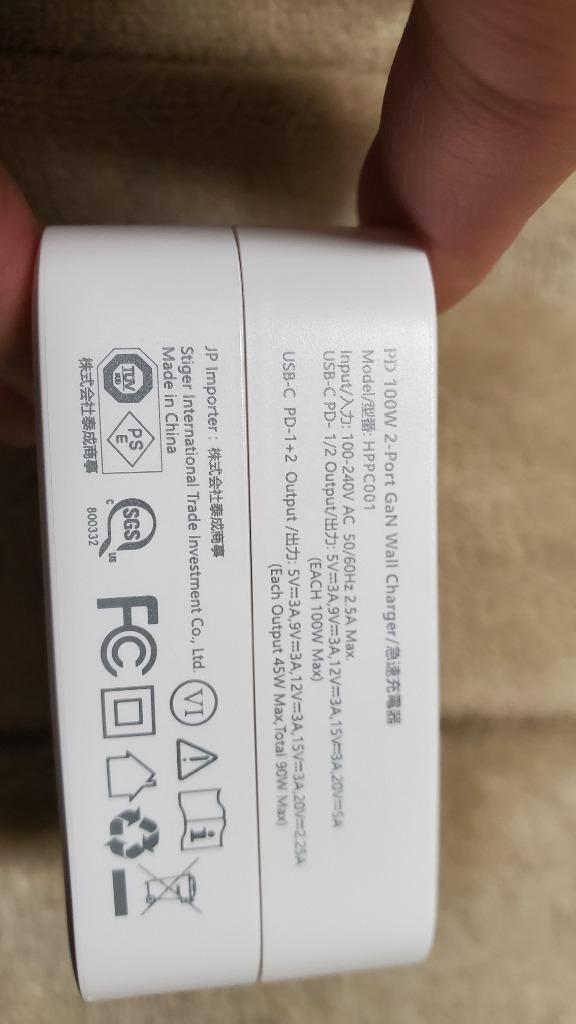 PD 100W 2-Port GaN Wall Charger/急速充電器
Model/型番: HPPC001
Input/入力: 100-240V AC 50/60Hz 2.5A Max.
USB-C PD- 1/2 Output/出力: 5V⎓3A,9V⎓3A,12V⎓3A,15V⎓3A,20V⎓5A
(EACH 100W Max)
USB-C PD-1+2 Output /出力: 5V⎓3A,9V⎓3A,12V⎓3A,15V⎓3A,20V⎓2.25A
(Each Output 45W Max,Total 90W Max)
JP Importer : 株式会社泰成商事
Stiger International Trade Investment Co., Ltd.
Made in China
VI
TÜV
PS
E
c SGS us
FC
株式会社泰成商事
800332